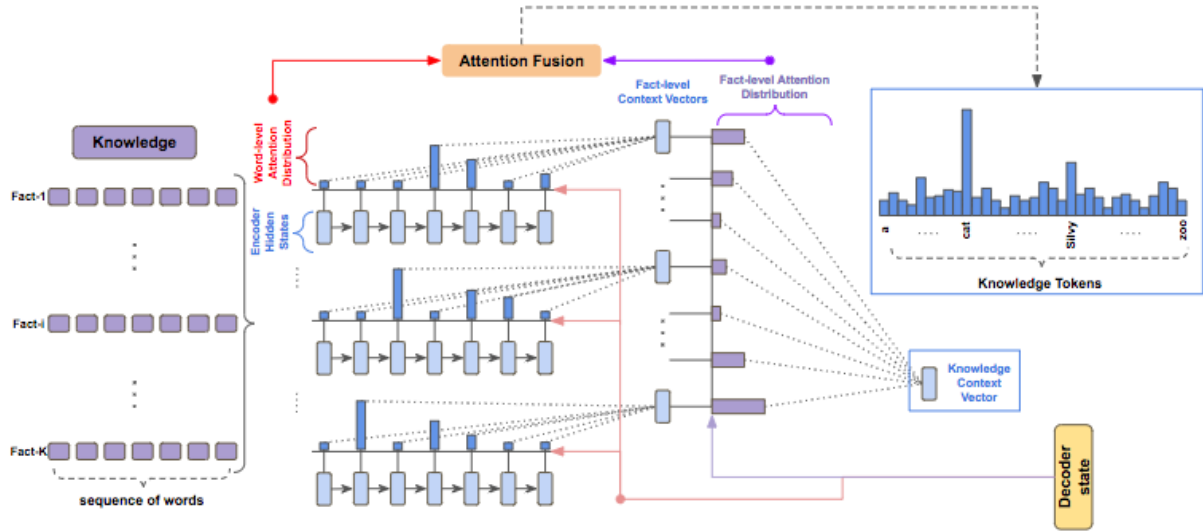 Attention Fusion
Knowledge
Word-level
Attention
Distribution
Fact-level
Context Vectors
Fact-level Attention
Distribution
Fact-1
Encoder
Hidden
States
a
....
cat
....
Silvy
....
zoo
Knowledge Tokens
Fact-i
Knowledge
Context
Vector
Fact-K
sequence of words
Decoder
state